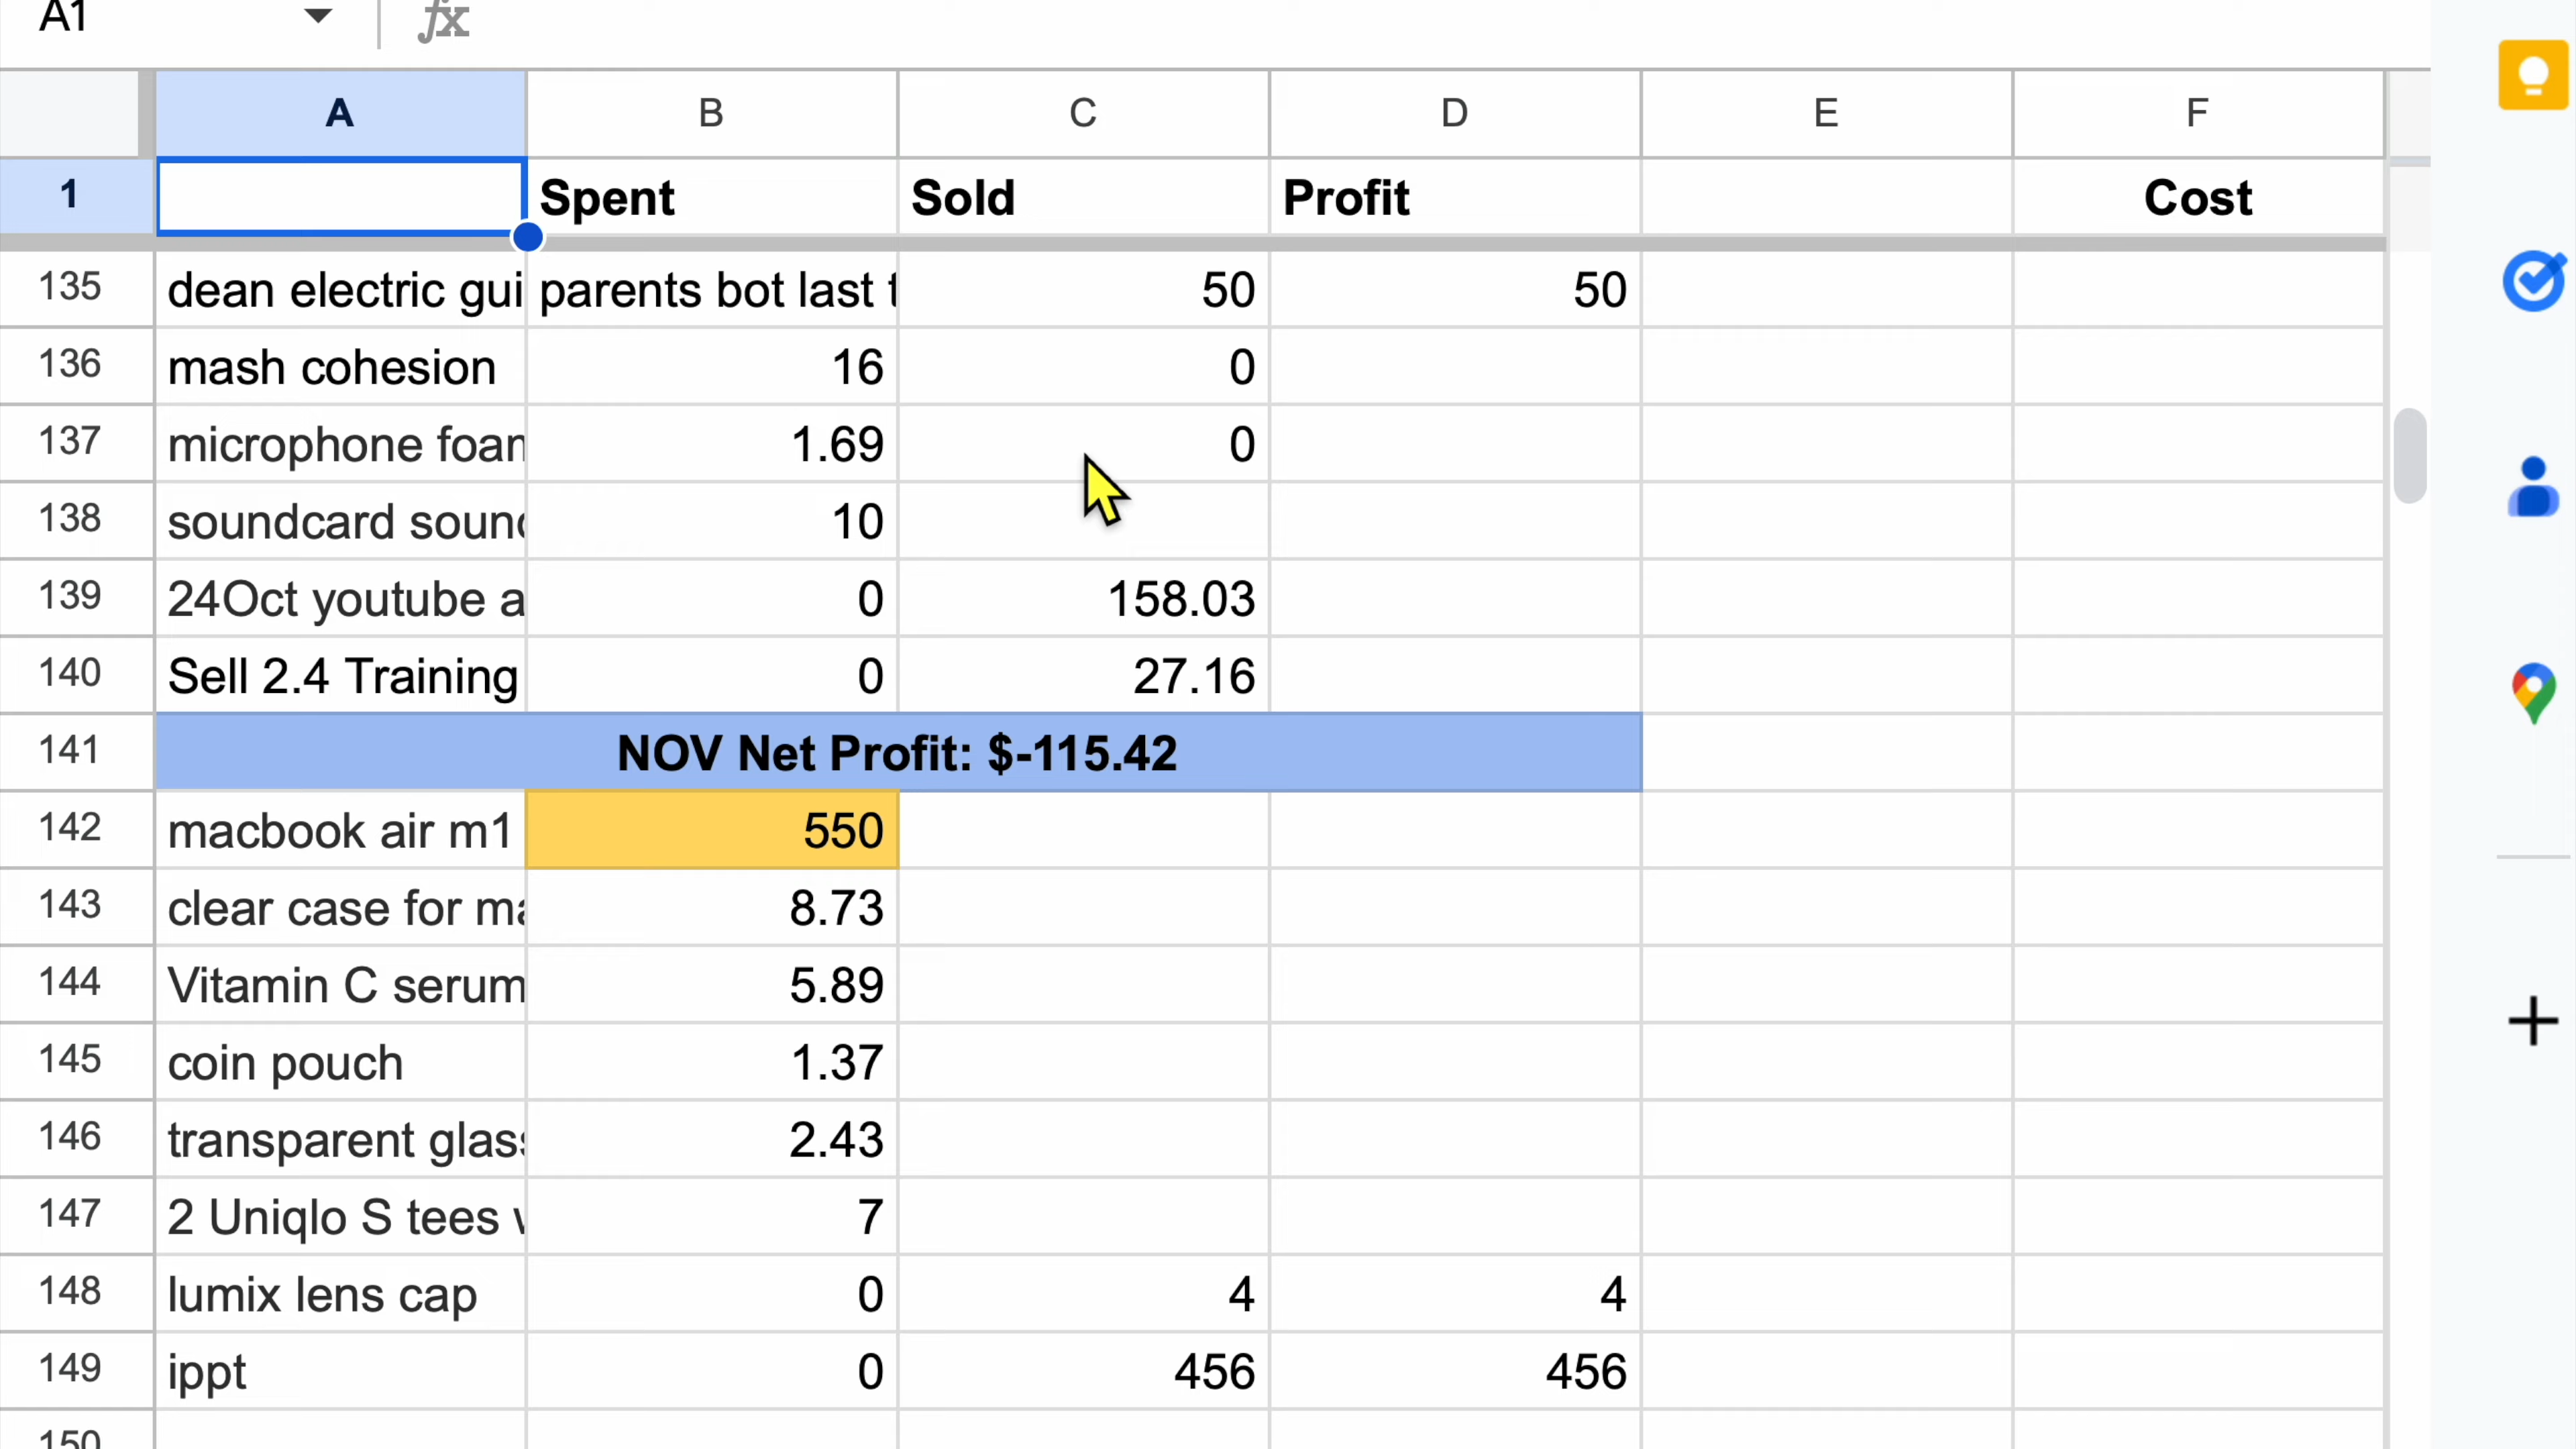 A1 fx
A B C D E F
1 Spent Sold Profit Cost
135 dean electric gui parents bot last 50 50
136 mash cohesion 16 0
137 microphone 1.69 0
138 soundcard 10
139 24Oct youtube a 0 158.03
140 Sell 2.4 Training 0 27.16
141 NOV Net Profit: $-115.42
142 macbook air m1 550
143 clear case for 8.73
144 Vitamin C serum 5.89
145 coin pouch 1.37
146 transparent 2.43
147 2 Uniqlo S tees 7
148 lumix lens cap 0 4 4
149 ippt 0 456 456
150